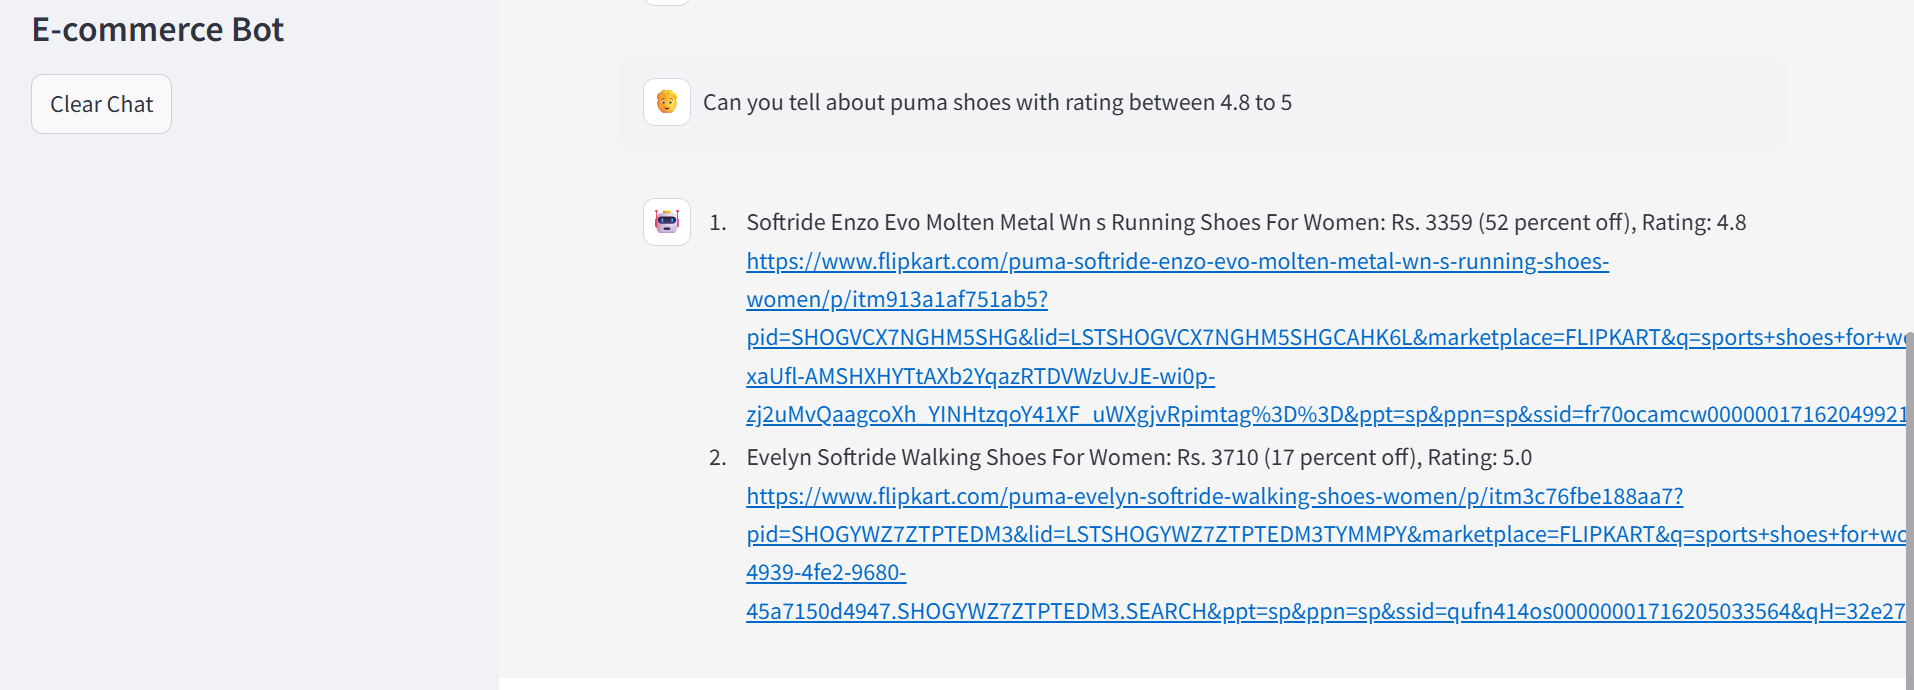 E-commerce Bot
Clear Chat
Can you tell about puma shoes with rating between 4.8 to 5
1. Softride Enzo Evo Molten Metal Wn s Running Shoes For Women: Rs. 3359 (52 percent off), Rating: 4.8
https://www.flipkart.com/puma-softride-enzo-evo-molten-metal-wn-s-running-shoes-
women/p/itm913a1af751ab5?
pid=SHOGVCX7NGHM5SHG&lid=LSTSHOGVCX7NGHM5SHGCAHK6L&marketplace=FLIPKART&q=sports+shoes+for+w
xaUfl-AMSHXHYTtAXb2YqazRTDVWzUvJE-wi0p-
zj2uMvQaagcoXh_YINHtzqoY41XF_uWXgjvRpimtag%3D%3D&ppt=sp&ppn=sp&ssid=fr70ocamcw00000017162049921
2. Evelyn Softride Walking Shoes For Women: Rs. 3710 (17 percent off), Rating: 5.0
https://www.flipkart.com/puma-evelyn-softride-walking-shoes-women/p/itm3c76fbe188aa7?
pid=SHOGYWZ7ZTPTEDM3&lid=LSTSHOGYWZ7ZTPTEDM3TYMMPY&marketplace=FLIPKART&q=sports+shoes+for+wo
4939-4fe2-9680-
45a7150d4947.SHOGYWZ7ZTPTEDM3.SEARCH&ppt=sp&ppn=sp&ssid=qufn414os00000001716205033564&qH=32e27